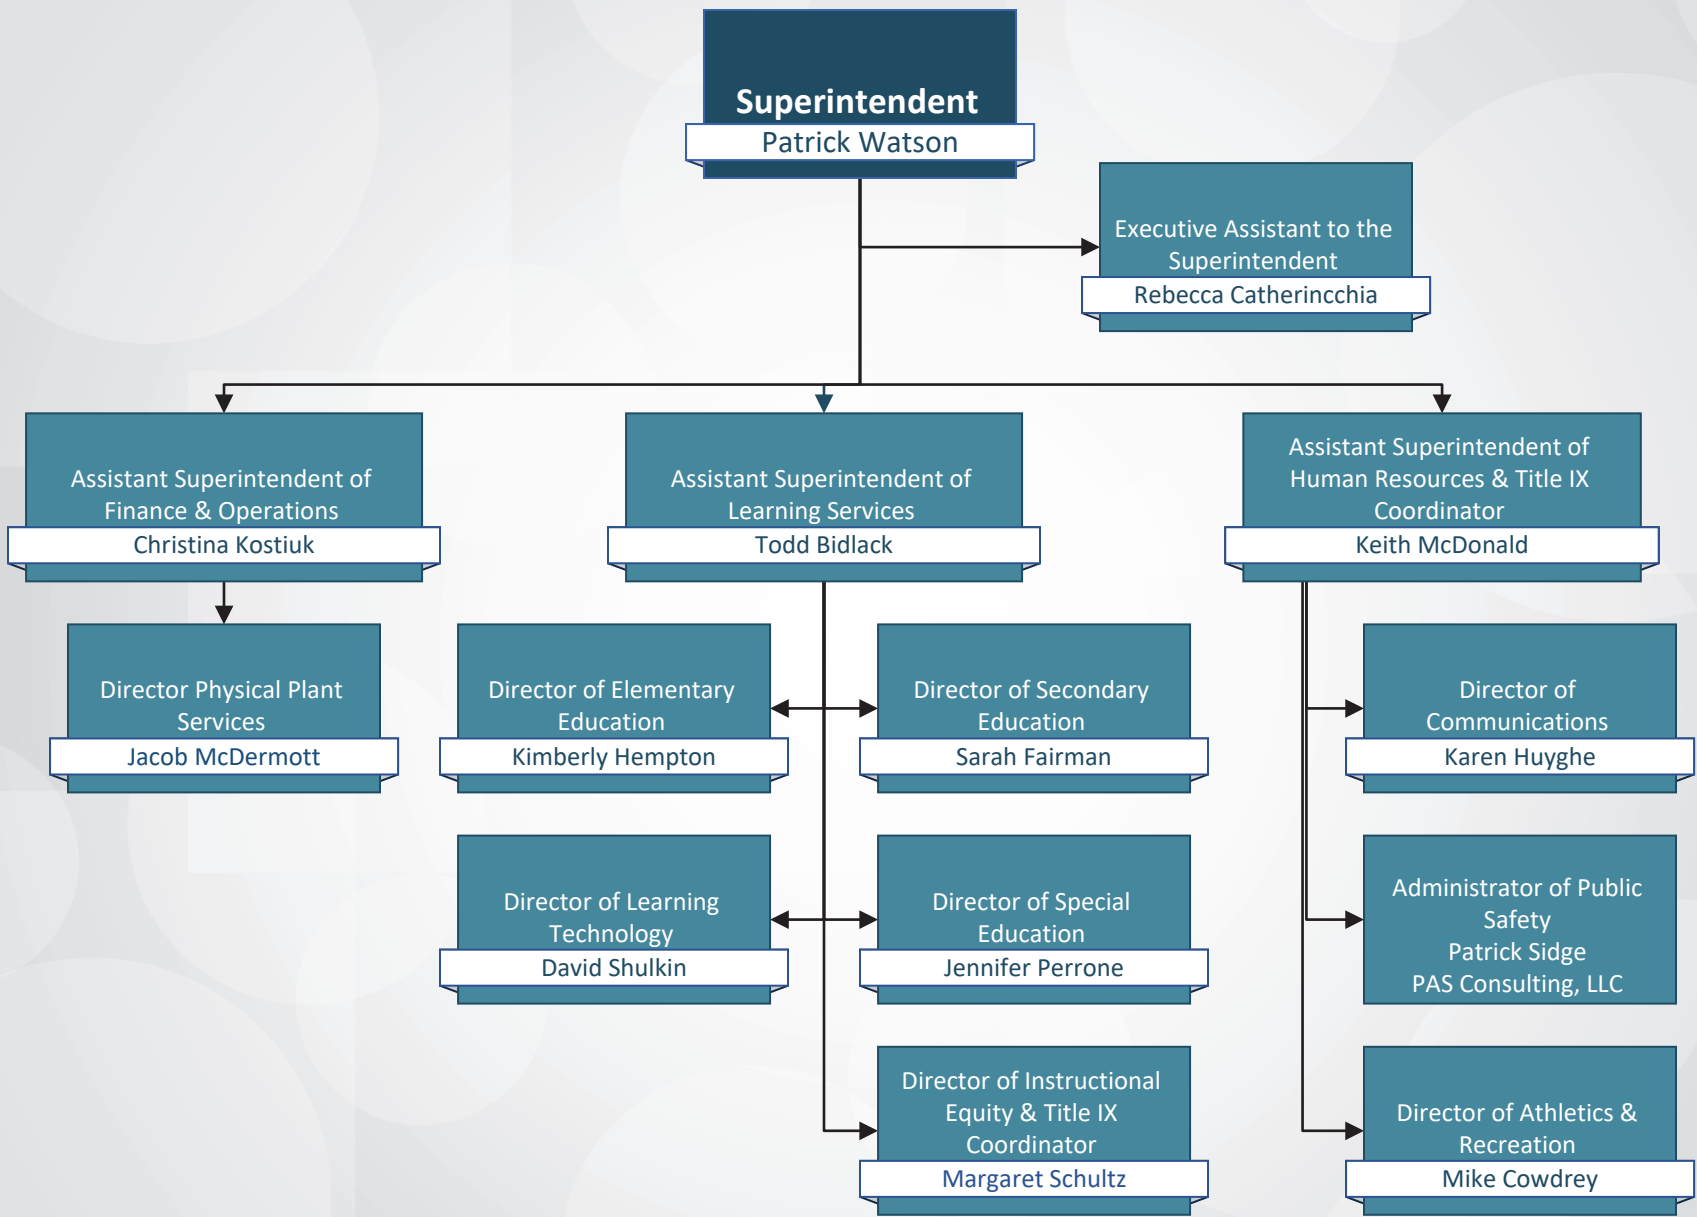 Superintendent
Patrick Watson
Executive Assistant to the
Superintendent
Rebecca Catherincchia
Assistant Superintendent of
Finance & Operations
Christina Kostiuk
Assistant Superintendent of
Learning Services
Todd Bidlack
Assistant Superintendent of
Human Resources & Title IX
Coordinator
Keith McDonald
Director Physical Plant
Services
Jacob McDermott
Director of Elementary
Education
Kimberly Hempton
Director of Secondary
Education
Sarah Fairman
Director of
Communications
Karen Huyghe
Director of Learning
Technology
David Shulkin
Director of Special
Education
Jennifer Perrone
Administrator of Public
Safety
Patrick Sidge
PAS Consulting, LLC
Director of Instructional
Equity & Title IX
Coordinator
Margaret Schultz
Director of Athletics &
Recreation
Mike Cowdrey